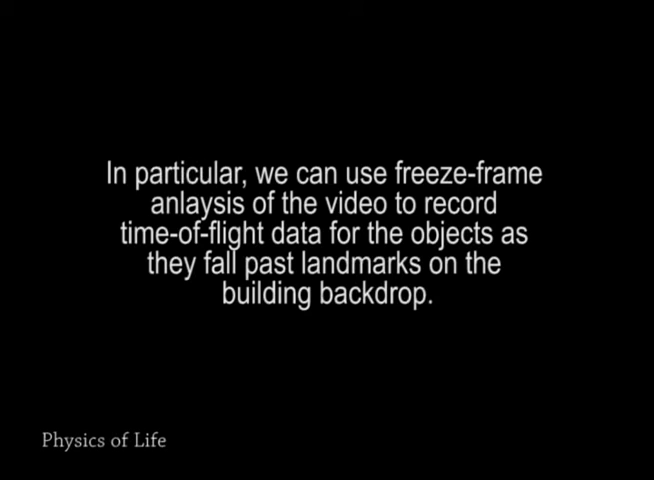 In particular, we can use freeze-frame
anlaysis of the video to record
time-of-flight data for the objects as
they fall past landmarks on the
building backdrop.
Physics of Life